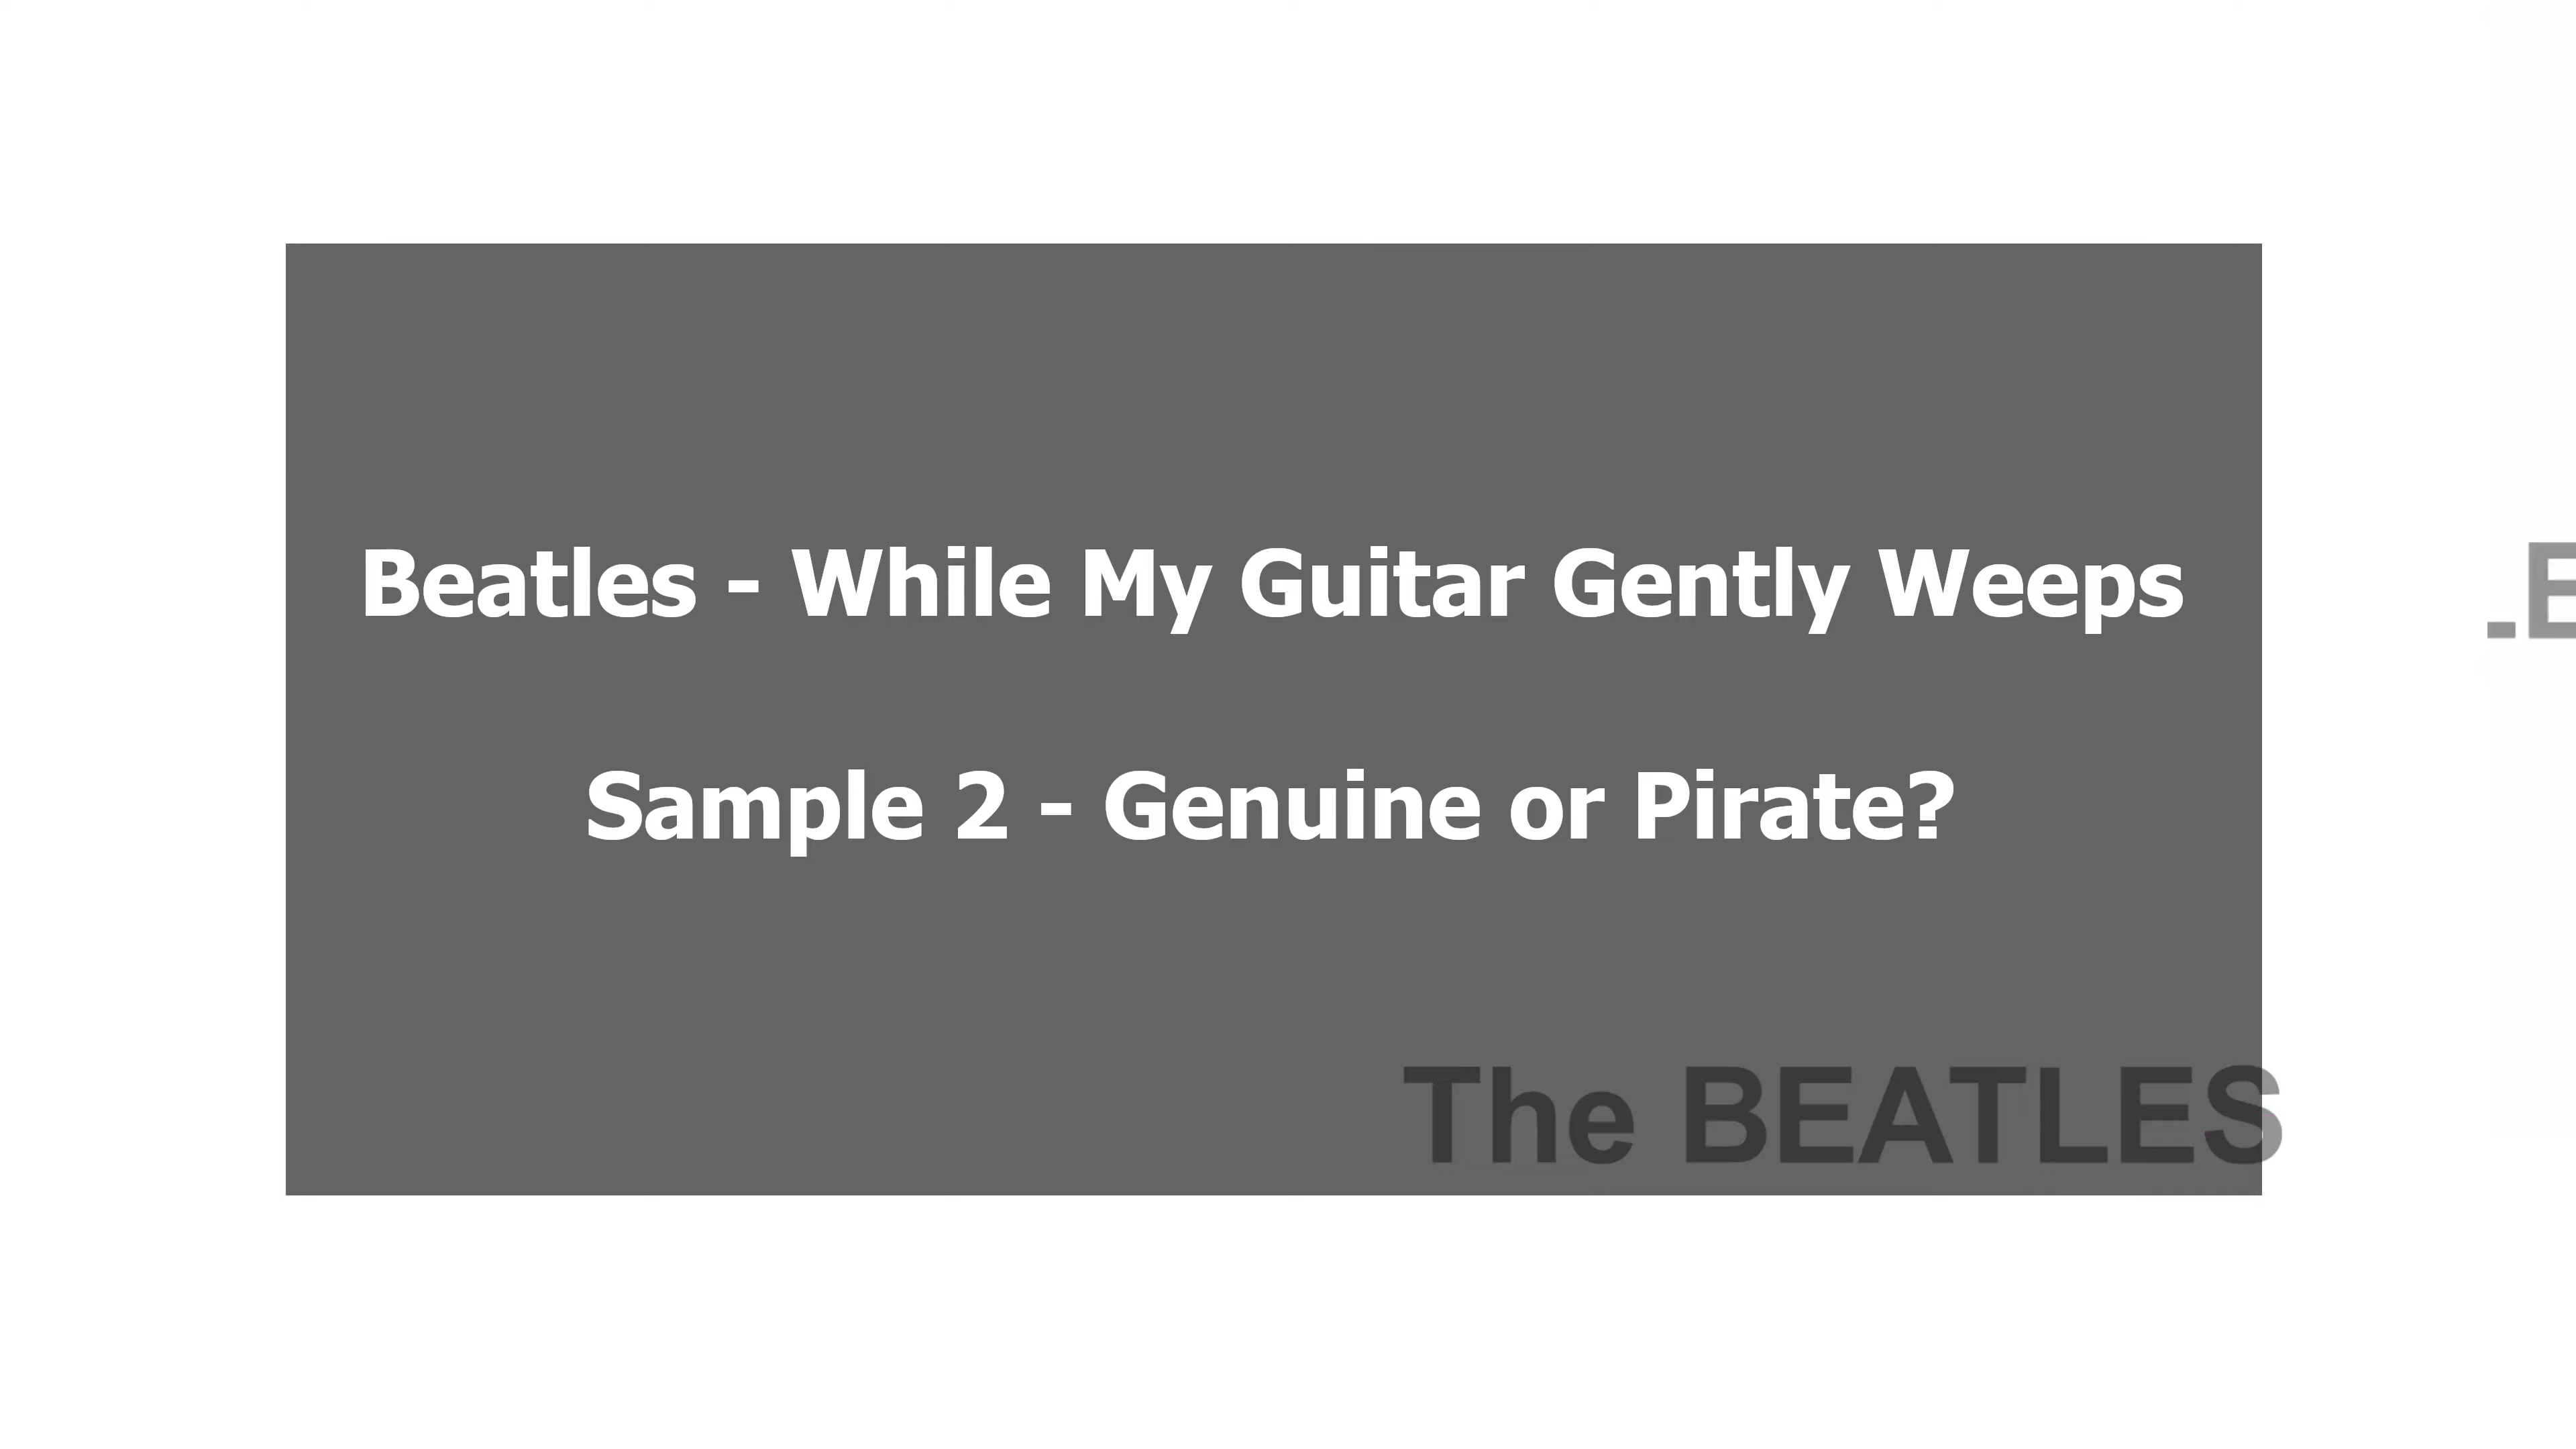 Beatles - While My Guitar Gently Weeps
Sample 2 - Genuine or Pirate?
The BEATLES